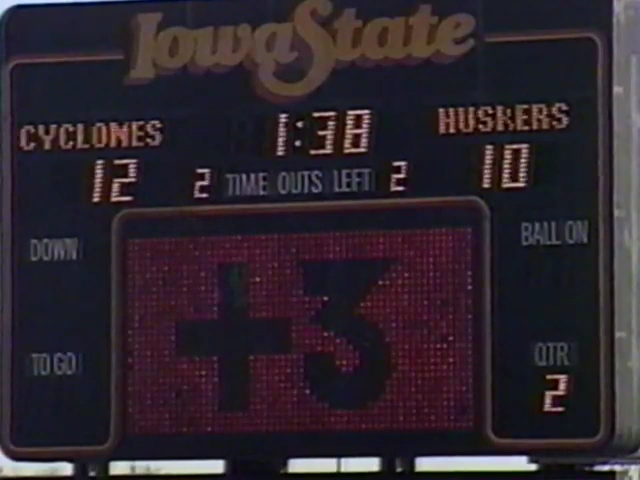 Iowa State
CYCLONES 1:38 HUSKERS
12 2 TIME OUTS LEFT 2 10
DOWN BALL ON
+3
TO GO QTR
2